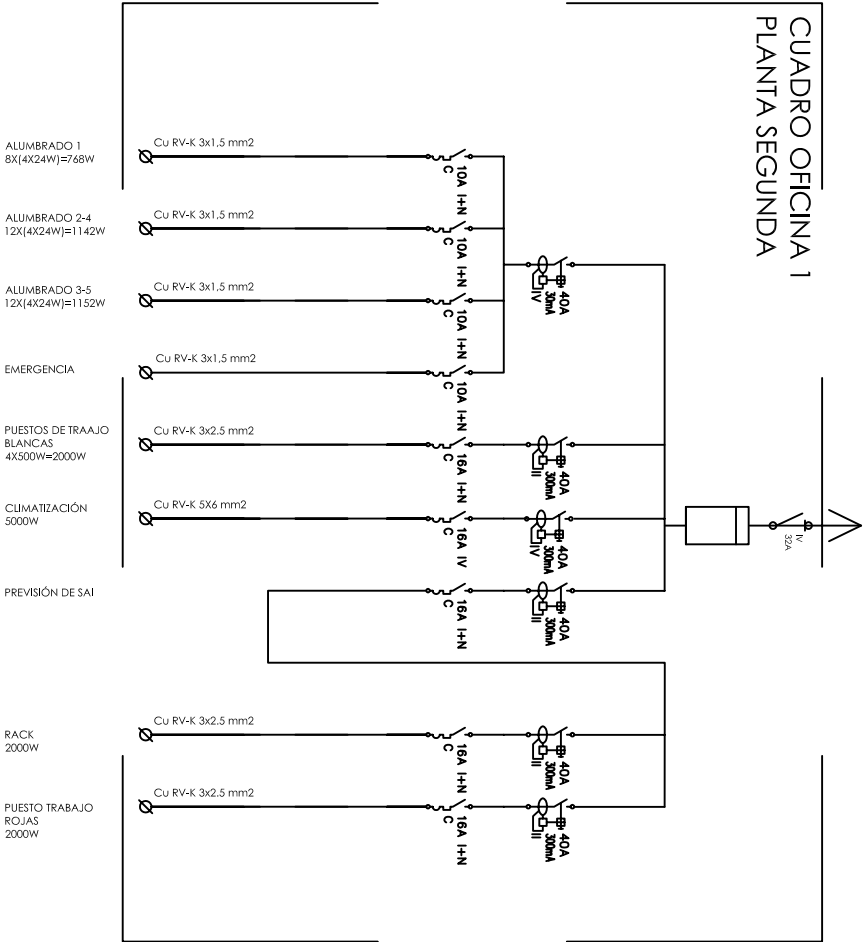 CUADRO OFICINA 1
PLANTA SEGUNDA
IV
32A
ALUMBRADO 1
8X(4X24W)=768W
Cu RV-K 3x1,5 mm2
10A I+N
C
ALUMBRADO 2-4
12X(4X24W)=1142W
Cu RV-K 3x1,5 mm2
10A I+N
C
40A
30mA
IV
ALUMBRADO 3-5
12X(4X24W)=1152W
Cu RV-K 3x1,5 mm2
10A I+N
C
EMERGENCIA
Cu RV-K 3x1,5 mm2
10A I+N
C
PUESTOS DE TRAAJO
BLANCAS
4X500W=2000W
Cu RV-K 3x2.5 mm2
16A I+N
C
40A
300mA
II
CLIMATIZACIÓN
5000W
Cu RV-K 5X6 mm2
16A IV
C
40A
300mA
IV
PREVISIÓN DE SAI
16A I+N
C
40A
300mA
II
RACK
2000W
Cu RV-K 3x2.5 mm2
16A I+N
C
40A
300mA
II
PUESTO TRABAJO
ROJAS
2000W
Cu RV-K 3x2.5 mm2
16A I+N
C
40A
300mA
II